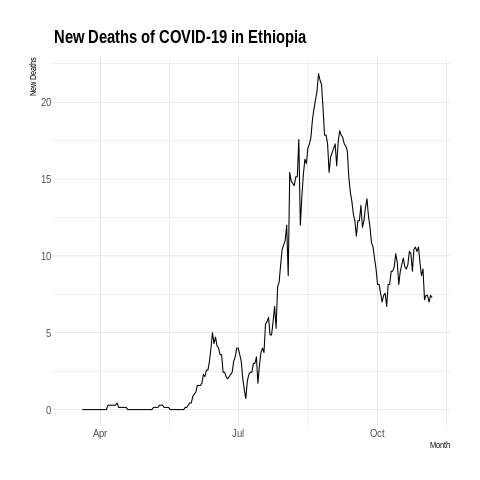 New Deaths of COVID-19 in Ethiopia
New Deaths
20
15
10
5
0
Apr
Jul
Oct
Month